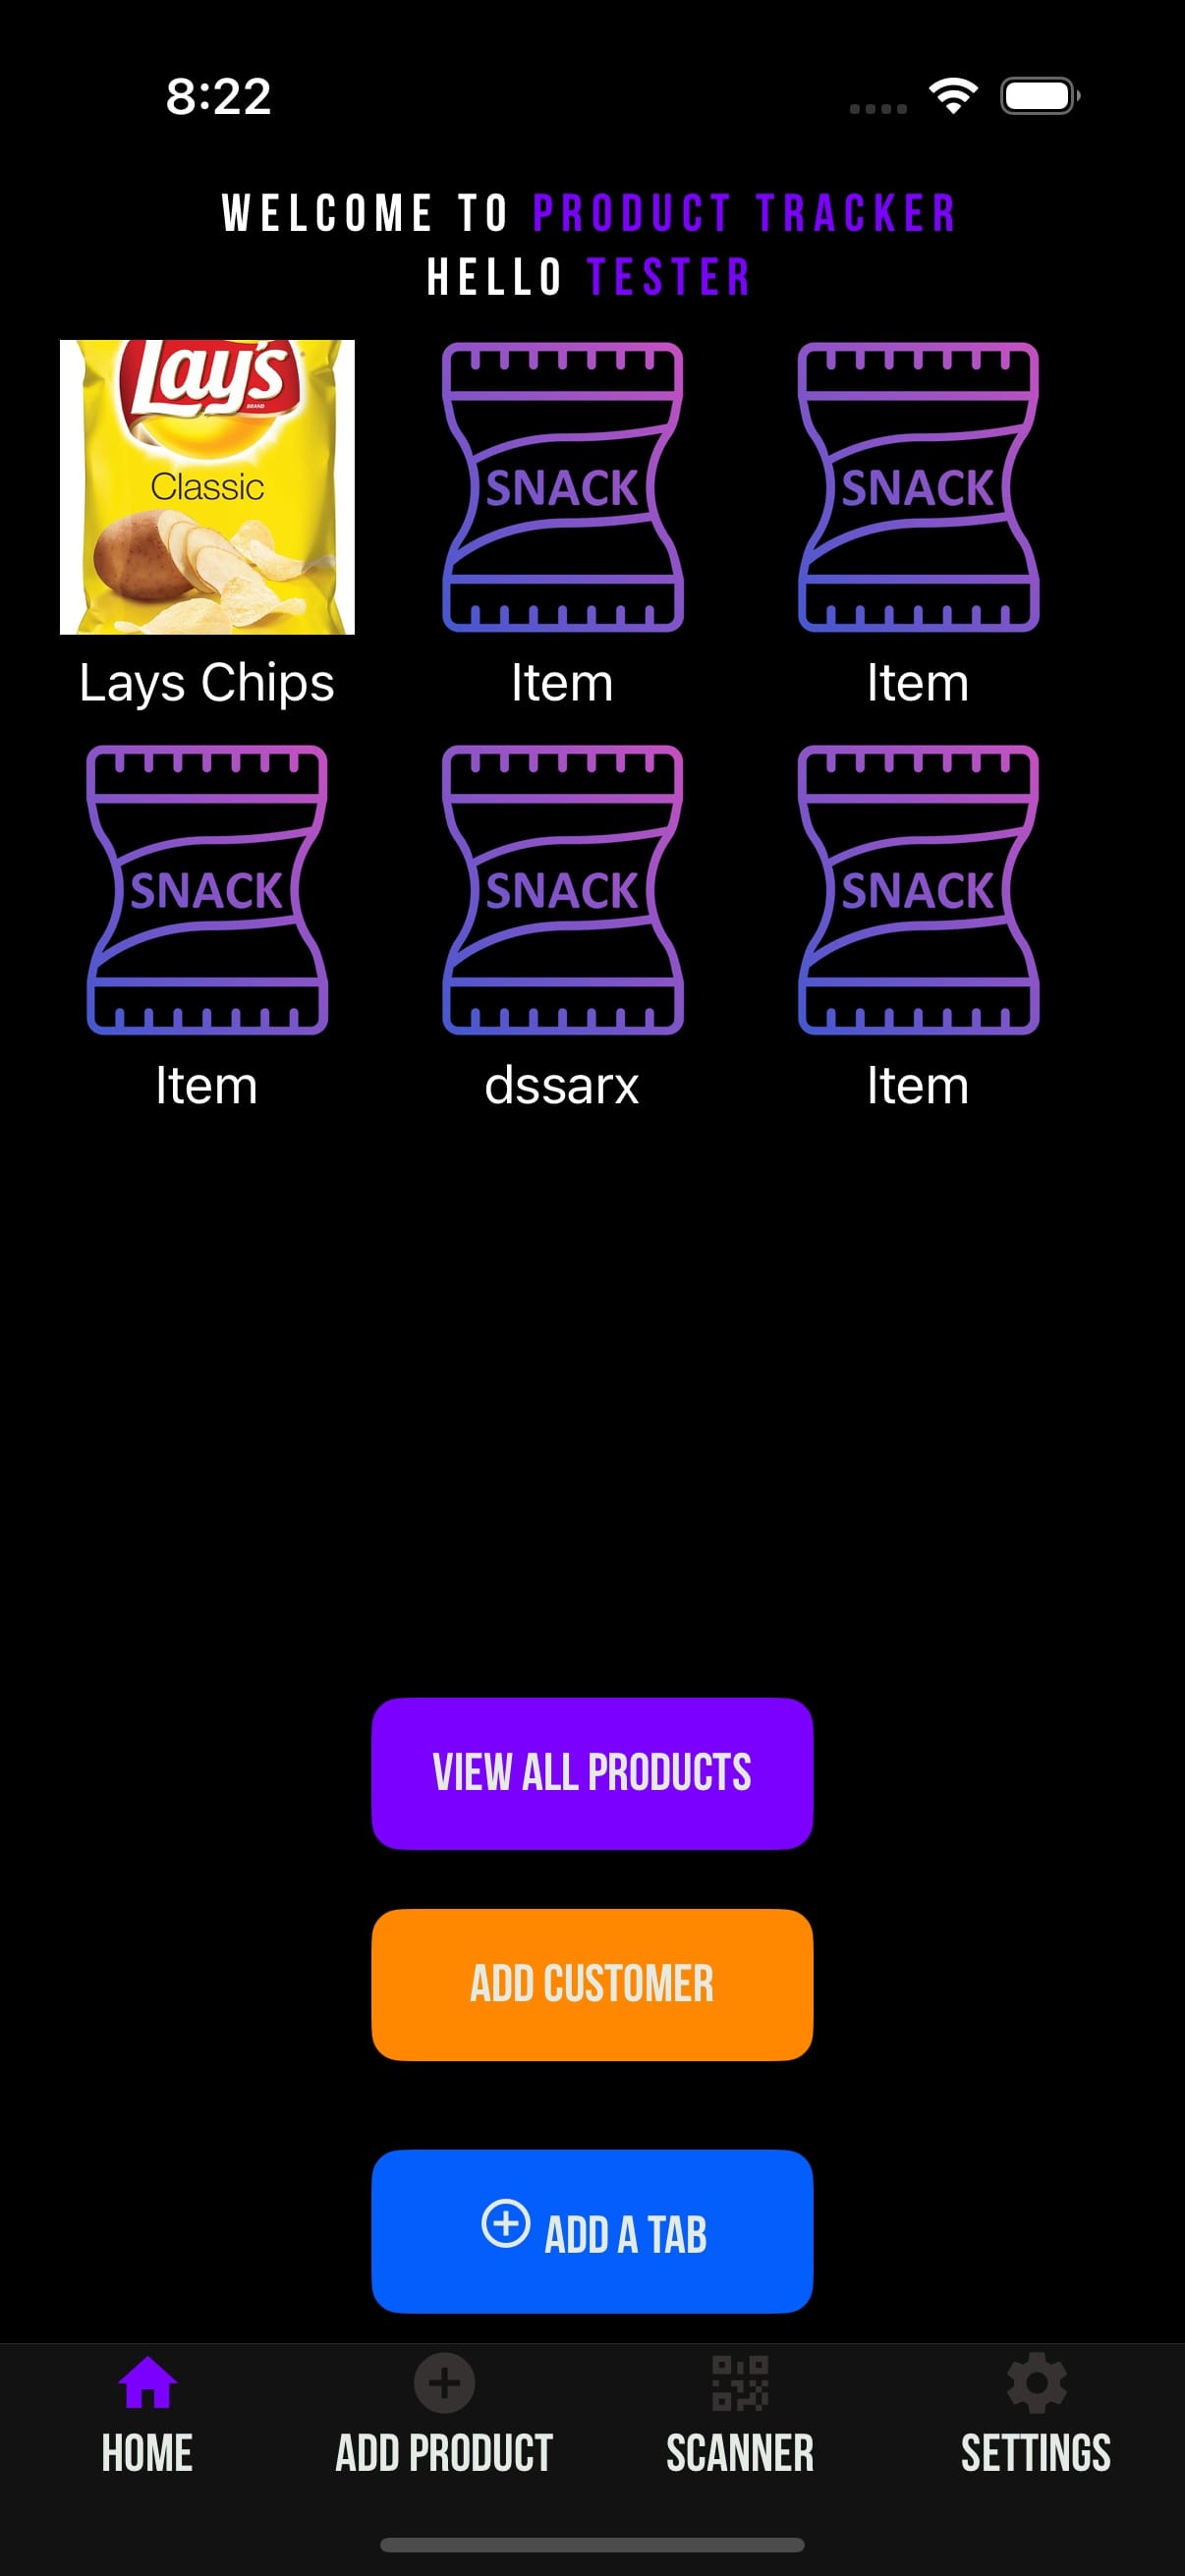 8:22
WELCOME TO PRODUCT TRACKER
HELLO TESTER
Lay's
BRAND
Classic
SNACK
SNACK
Lays Chips
Item
Item
SNACK
SNACK
SNACK
Item
dssarx
Item
VIEW ALL PRODUCTS
ADD CUSTOMER
ADD A TAB
HOME
ADD PRODUCT
SCANNER
SETTINGS